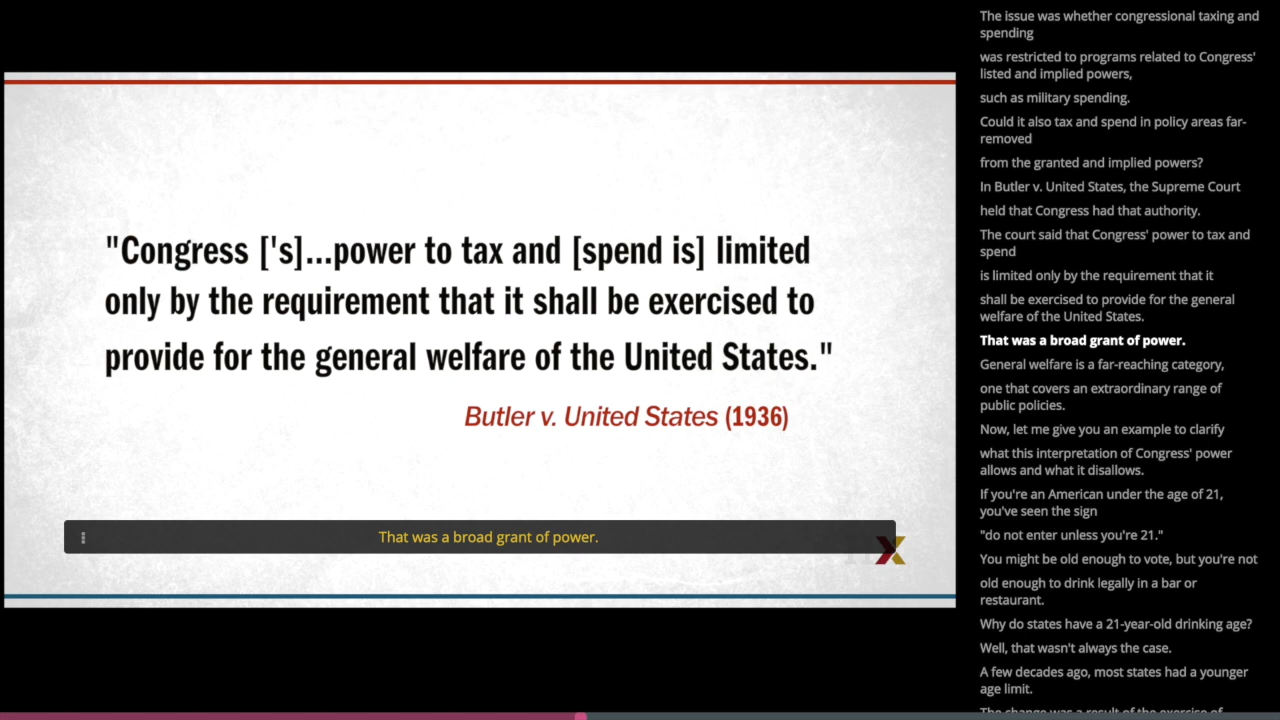 "Congress ['s]...power to tax and [spend is] limited
only by the requirement that it shall be exercised to
provide for the general welfare of the United States."
Butler v. United States (1936)
That was a broad grant of power.
X
The issue was whether congressional taxing and
spending
was restricted to programs related to Congress'
listed and implied powers,
such as military spending.
Could it also tax and spend in policy areas far-
removed
from the granted and implied powers?
In Butler v. United States, the Supreme Court
held that Congress had that authority.
The court said that Congress' power to tax and
spend
is limited only by the requirement that it
shall be exercised to provide for the general
welfare of the United States.
That was a broad grant of power.
General welfare is a far-reaching category,
one that covers an extraordinary range of
public policies.
Now, let me give you an example to clarify
what this interpretation of Congress' power
allows and what it disallows.
If you're an American under the age of 21,
you've seen the sign
"do not enter unless you're 21."
You might be old enough to vote, but you're not
old enough to drink legally in a bar or
restaurant.
Why do states have a 21-year-old drinking age?
Well, that wasn't always the case.
A few decades ago, most states had a younger
age limit.
The change was a result of the exercise of